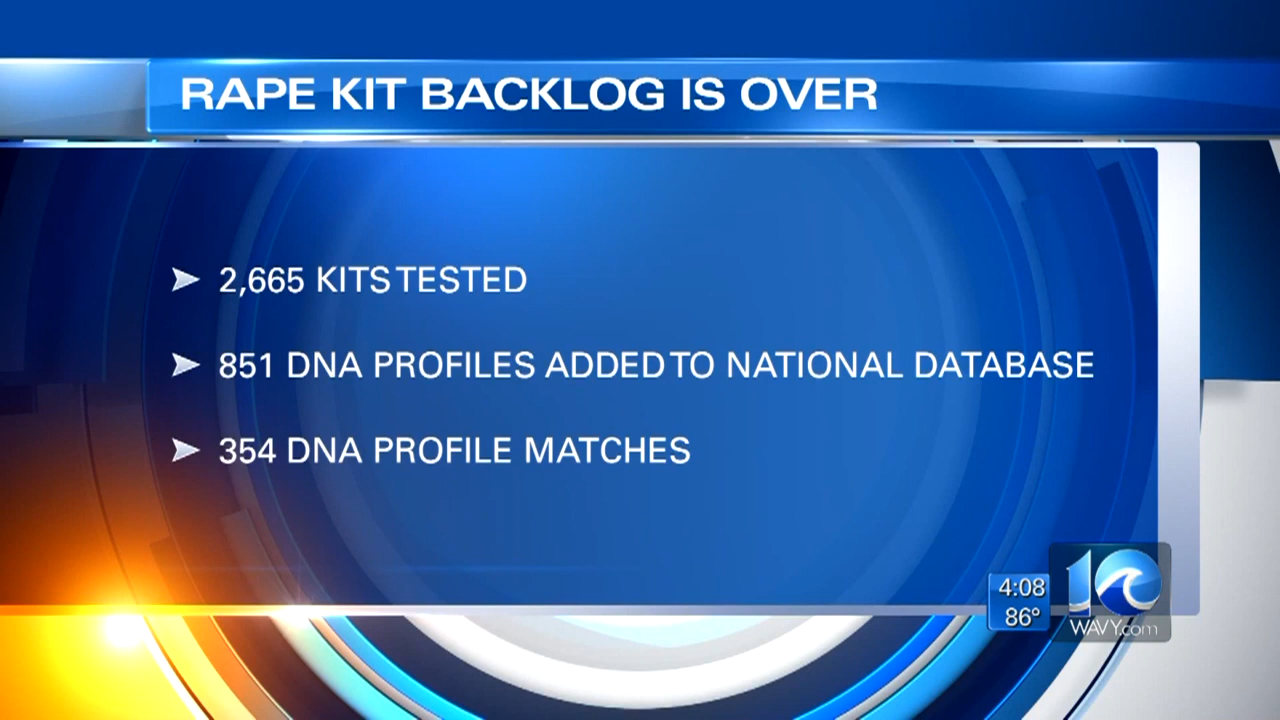 RAPE KIT BACKLOG IS OVER
➤ 2,665 KITS TESTED
➤ 851 DNA PROFILES ADDED TO NATIONAL DATABASE
➤ 354 DNA PROFILE MATCHES
4:08
86°
10
WAVY.com